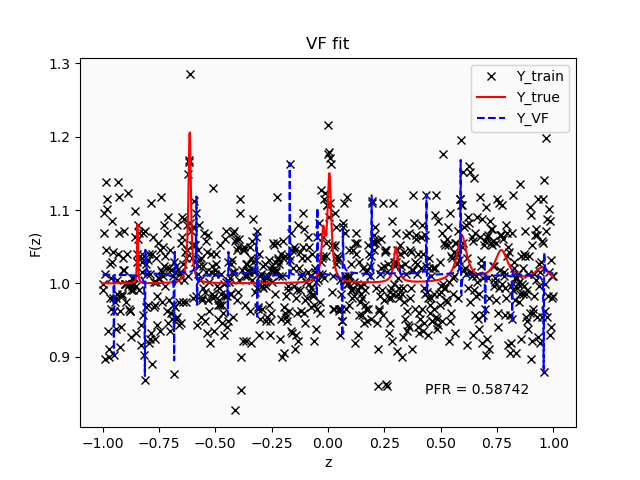 VF fit
1.3
1.2
1.1
1.0
0.9
F(z)
Y_train
Y_true
Y_VF
PFR = 0.58742
−1.00 −0.75 −0.50 −0.25 0.00 0.25 0.50 0.75 1.00
z